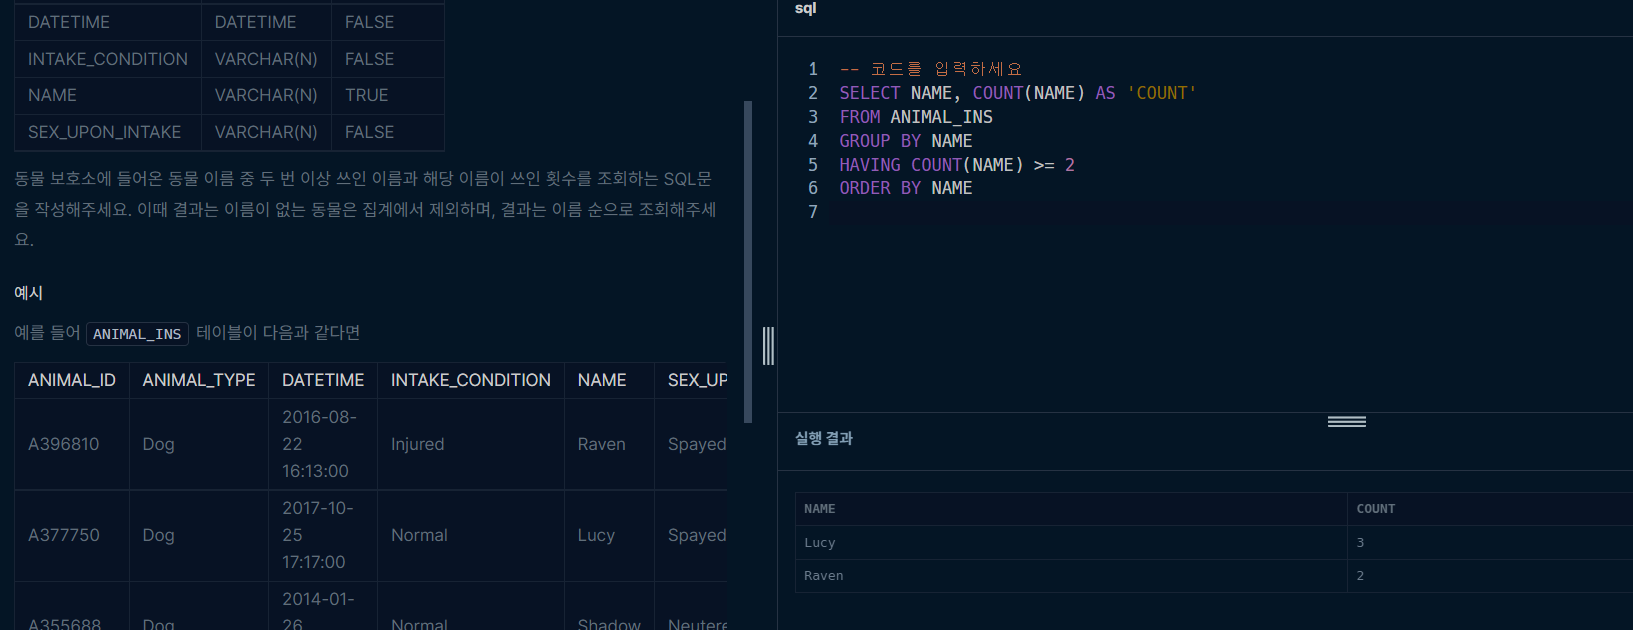 DATETIME DATETIME FALSE
INTAKE_CONDITION VARCHAR(N) FALSE
NAME VARCHAR(N) TRUE
SEX_UPON_INTAKE VARCHAR(N) FALSE
동물 보호소에 들어온 동물 이름 중 두 번 이상 쓰인 이름과 해당 이름이 쓰인 횟수를 조회하는 SQL문
을 작성해주세요. 이때 결과는 이름이 없는 동물은 집계에서 제외하며, 결과는 이름 순으로 조회해주세
요.
예시
예를 들어 ANIMAL_INS 테이블이 다음과 같다면
ANIMAL_ID ANIMAL_TYPE DATETIME INTAKE_CONDITION NAME SEX_UP
A396810 Dog 2016-08-
22
16:13:00 Injured Raven Spayed
A377750 Dog 2017-10-
25
17:17:00 Normal Lucy Spayed
A355688 Dog 2014-01-
26 Normal Shadow Neutere
sql
1 -- 코드를 입력하세요
2 SELECT NAME, COUNT(NAME) AS 'COUNT'
3 FROM ANIMAL_INS
4 GROUP BY NAME
5 HAVING COUNT(NAME) >= 2
6 ORDER BY NAME
7
실행 결과
NAME COUNT
Lucy 3
Raven 2